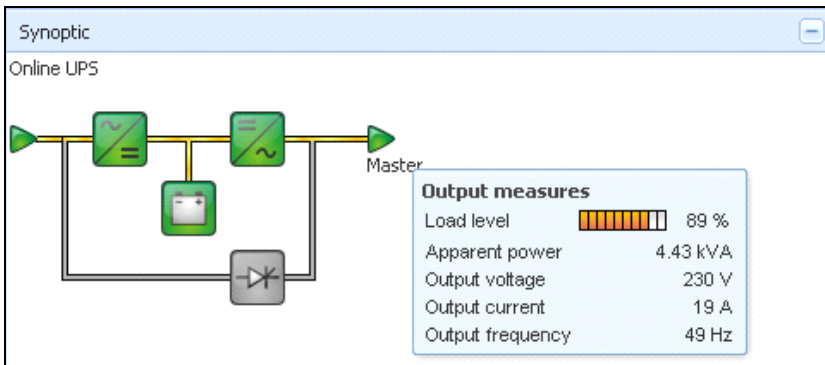 Synoptic
Online UPS
Master
Output measures
Load level 89 %
Apparent power 4.43 kVA
Output voltage 230 V
Output current 19 A
Output frequency 49 Hz